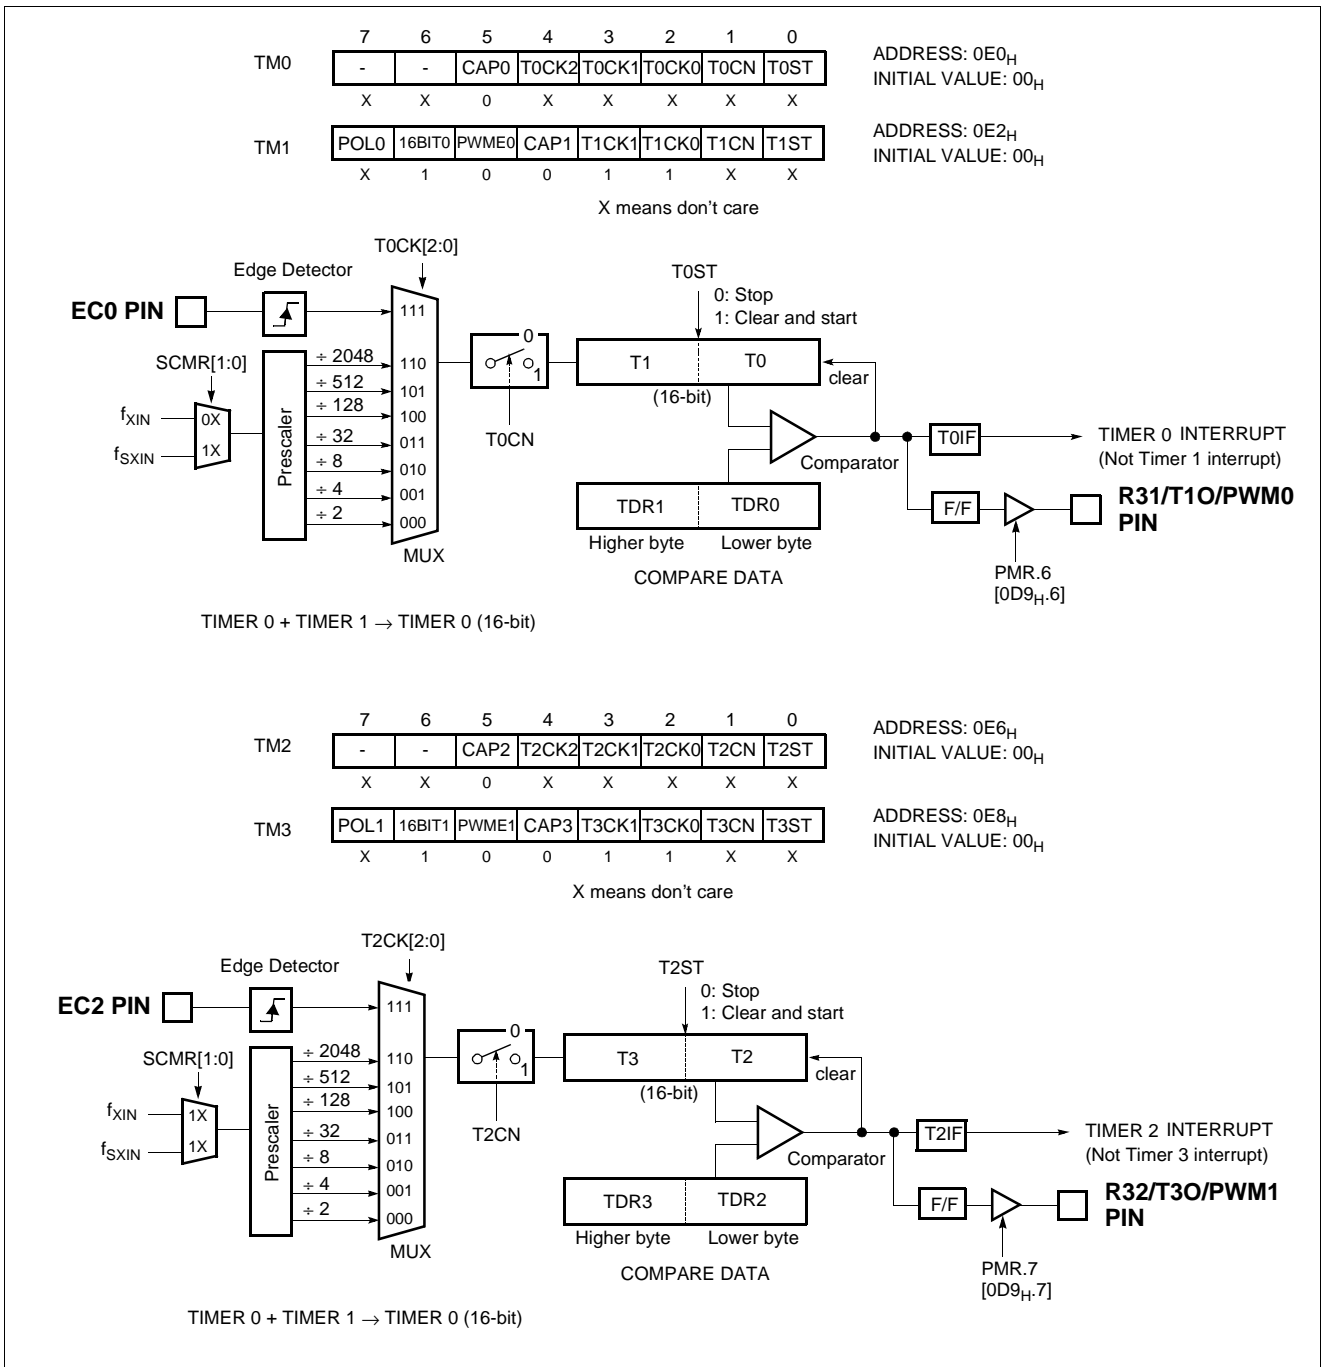 7 6 5 4 3 2 1 0
TM0 - - CAP0 T0CK2 T0CK1 T0CK0 T0CN T0ST
X X 0 X X X X X
ADDRESS: 0E0H
INITIAL VALUE: 00H
TM1 POL0 16BIT0 PWME0 CAP1 T1CK1 T1CK0 T1CN T1ST
X 1 0 0 1 1 X X
ADDRESS: 0E2H
INITIAL VALUE: 00H
X means don't care
T0CK[2:0]
Edge Detector
EC0 PIN
111
SCMR[1:0]
fXIN
fSXIN
0X
1X
Prescaler
÷ 2048 110
÷ 512 101
÷ 128 100
÷ 32 011
÷ 8 010
÷ 4 001
÷ 2 000
MUX
0
1
T0CN
T0ST
0: Stop
1: Clear and start
T1 T0
(16-bit)
clear
Comparator
TDR1 TDR0
Higher byte Lower byte
COMPARE DATA
T0IF
TIMER 0 INTERRUPT
(Not Timer 1 interrupt)
F/F
R31/T1O/PWM0
PIN
PMR.6
[0D9H.6]
TIMER 0 + TIMER 1 → TIMER 0 (16-bit)
7 6 5 4 3 2 1 0
TM2 - - CAP2 T2CK2 T2CK1 T2CK0 T2CN T2ST
X X 0 X X X X X
ADDRESS: 0E6H
INITIAL VALUE: 00H
TM3 POL1 16BIT1 PWME1 CAP3 T3CK1 T3CK0 T3CN T3ST
X 1 0 0 1 1 X X
ADDRESS: 0E8H
INITIAL VALUE: 00H
X means don't care
T2CK[2:0]
Edge Detector
EC2 PIN
111
SCMR[1:0]
fXIN
fSXIN
1X
1X
Prescaler
÷ 2048 110
÷ 512 101
÷ 128 100
÷ 32 011
÷ 8 010
÷ 4 001
÷ 2 000
MUX
0
1
T2CN
T2ST
0: Stop
1: Clear and start
T3 T2
(16-bit)
clear
Comparator
TDR3 TDR2
Higher byte Lower byte
COMPARE DATA
T2IF
TIMER 2 INTERRUPT
(Not Timer 3 interrupt)
F/F
R32/T3O/PWM1
PIN
PMR.7
[0D9H.7]
TIMER 0 + TIMER 1 → TIMER 0 (16-bit)